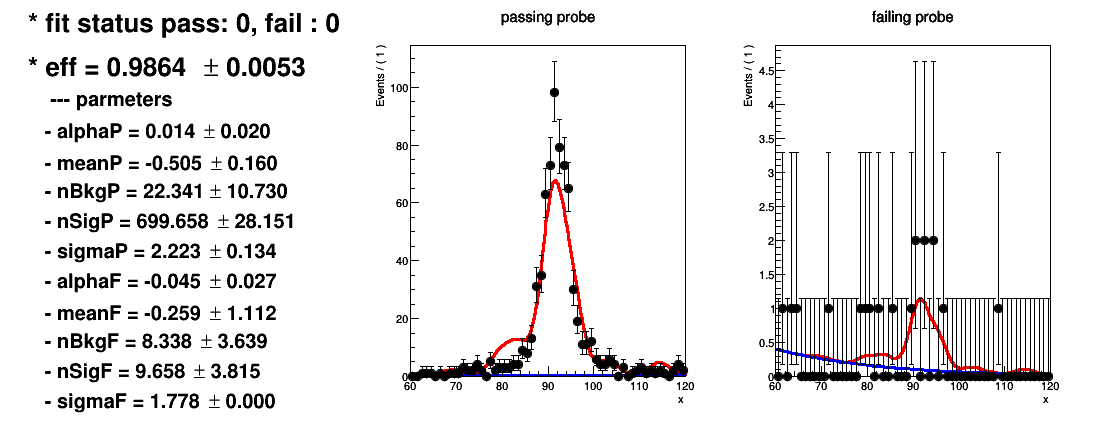 * fit status pass: 0, fail : 0
* eff = 0.9864 ± 0.0053
--- parmeters
- alphaP = 0.014 ± 0.020
- meanP = -0.505 ± 0.160
- nBkgP = 22.341 ± 10.730
- nSigP = 699.658 ± 28.151
- sigmaP = 2.223 ± 0.134
- alphaF = -0.045 ± 0.027
- meanF = -0.259 ± 1.112
- nBkgF = 8.338 ± 3.639
- nSigF = 9.658 ± 3.815
- sigmaF = 1.778 ± 0.000
passing probe
Events / ( 1 )
100
80
60
40
20
0
60 70 80 90 100 110 120
x
failing probe
Events / ( 1 )
4.5
4
3.5
3
2.5
2
1.5
1
0.5
0
60 70 80 90 100 110 120
x